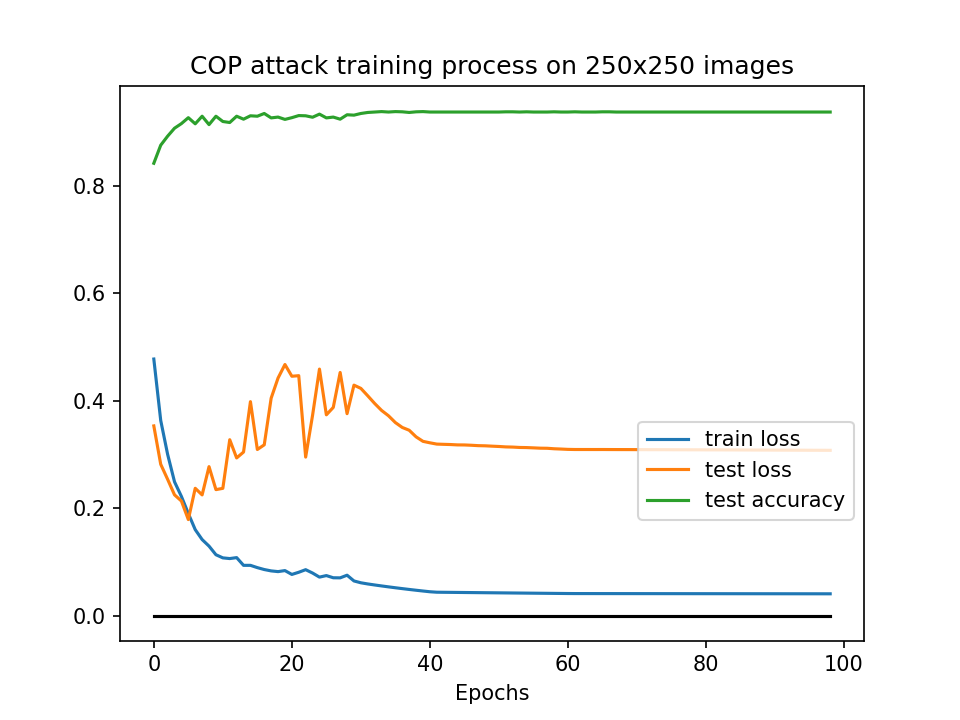 COP attack training process on 250x250 images
0.8
0.6
0.4
0.2
0.0
train loss
test loss
test accuracy
0 20 40 60 80 100
Epochs